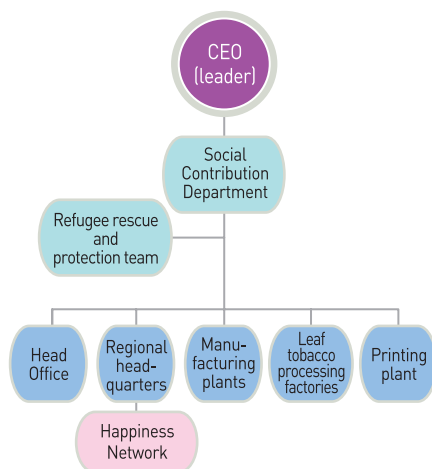 CEO
(leader)
Social
Contribution
Department
Refugee rescue
and
protection team
Head
Office
Regional
head-
quarters
Manu-
facturing
plants
Leaf
tobacco
processing
factories
Printing
plant
Happiness
Network